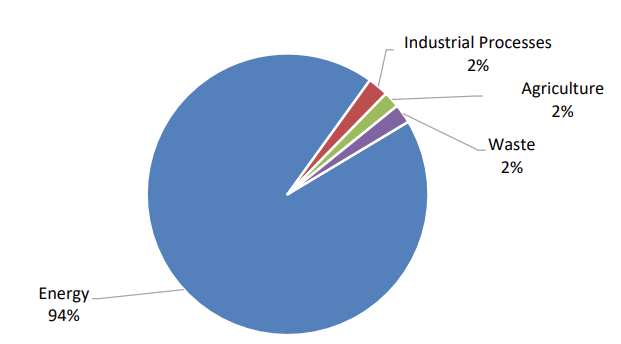 Industrial Processes
2%
Agriculture
2%
Waste
2%
Energy
94%